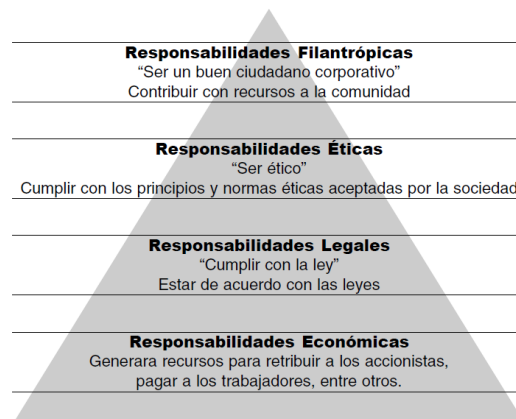 Responsabilidades Filantrópicas
“Ser un buen ciudadano corporativo”
Contribuir con recursos a la comunidad
Responsabilidades Éticas
“Ser ético”
Cumplir con los principios y normas éticas aceptadas por la sociedad
Responsabilidades Legales
“Cumplir con la ley”
Estar de acuerdo con las leyes
Responsabilidades Económicas
Generara recursos para retribuir a los accionistas,
pagar a los trabajadores, entre otros.